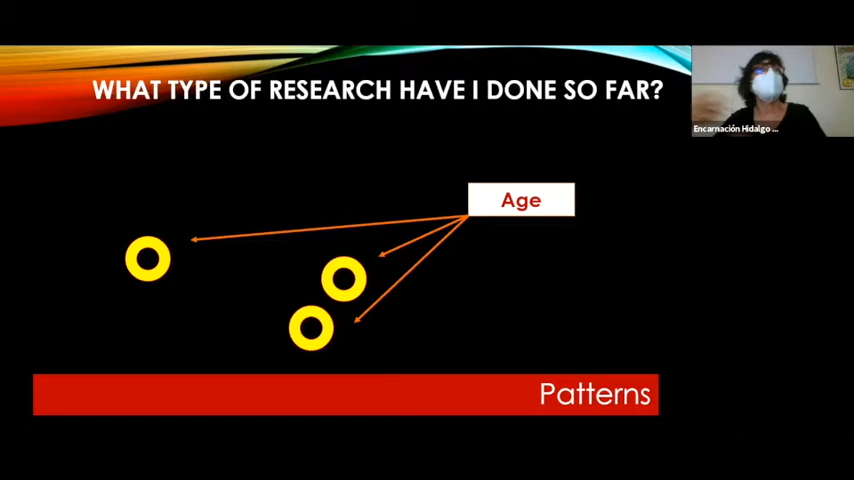 WHAT TYPE OF RESEARCH HAVE I DONE SO FAR?
Encarnación Hidalgo ...
Age
Patterns